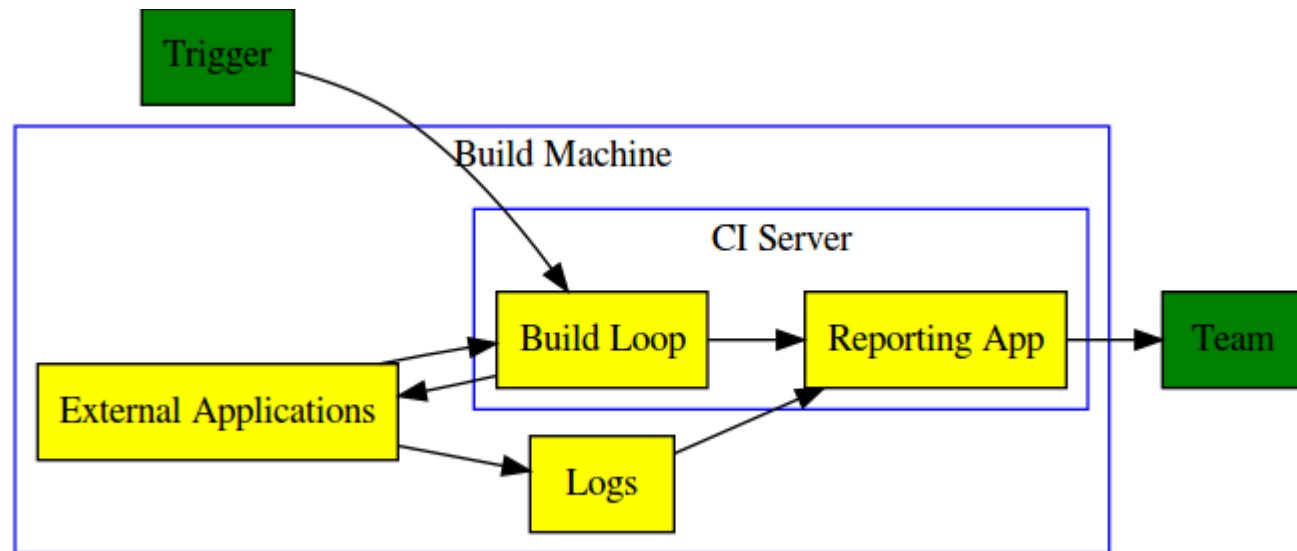 Trigger
Build Machine
CI Server
Build Loop
Reporting App
Team
External Applications
Logs